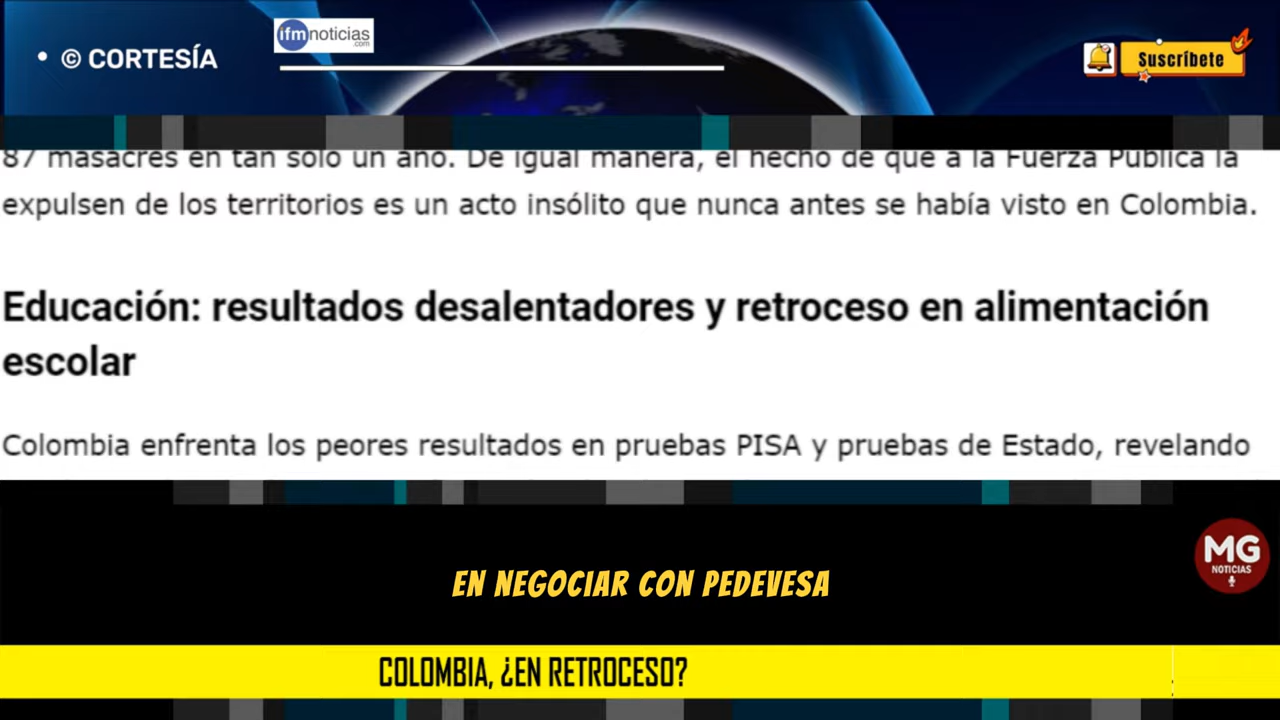 • © CORTESÍA
ifmnoticias
.com
Suscríbete
87 masacres en tan solo un año. De igual manera, el hecho de que a la Fuerza Pública la
expulsen de los territorios es un acto insólito que nunca antes se había visto en Colombia.
Educación: resultados desalentadores y retroceso en alimentación
escolar
Colombia enfrenta los peores resultados en pruebas PISA y pruebas de Estado, revelando
MG
NOTICIAS
EN NEGOCIAR CON PEDEVESA
COLOMBIA, ¿EN RETROCESO?